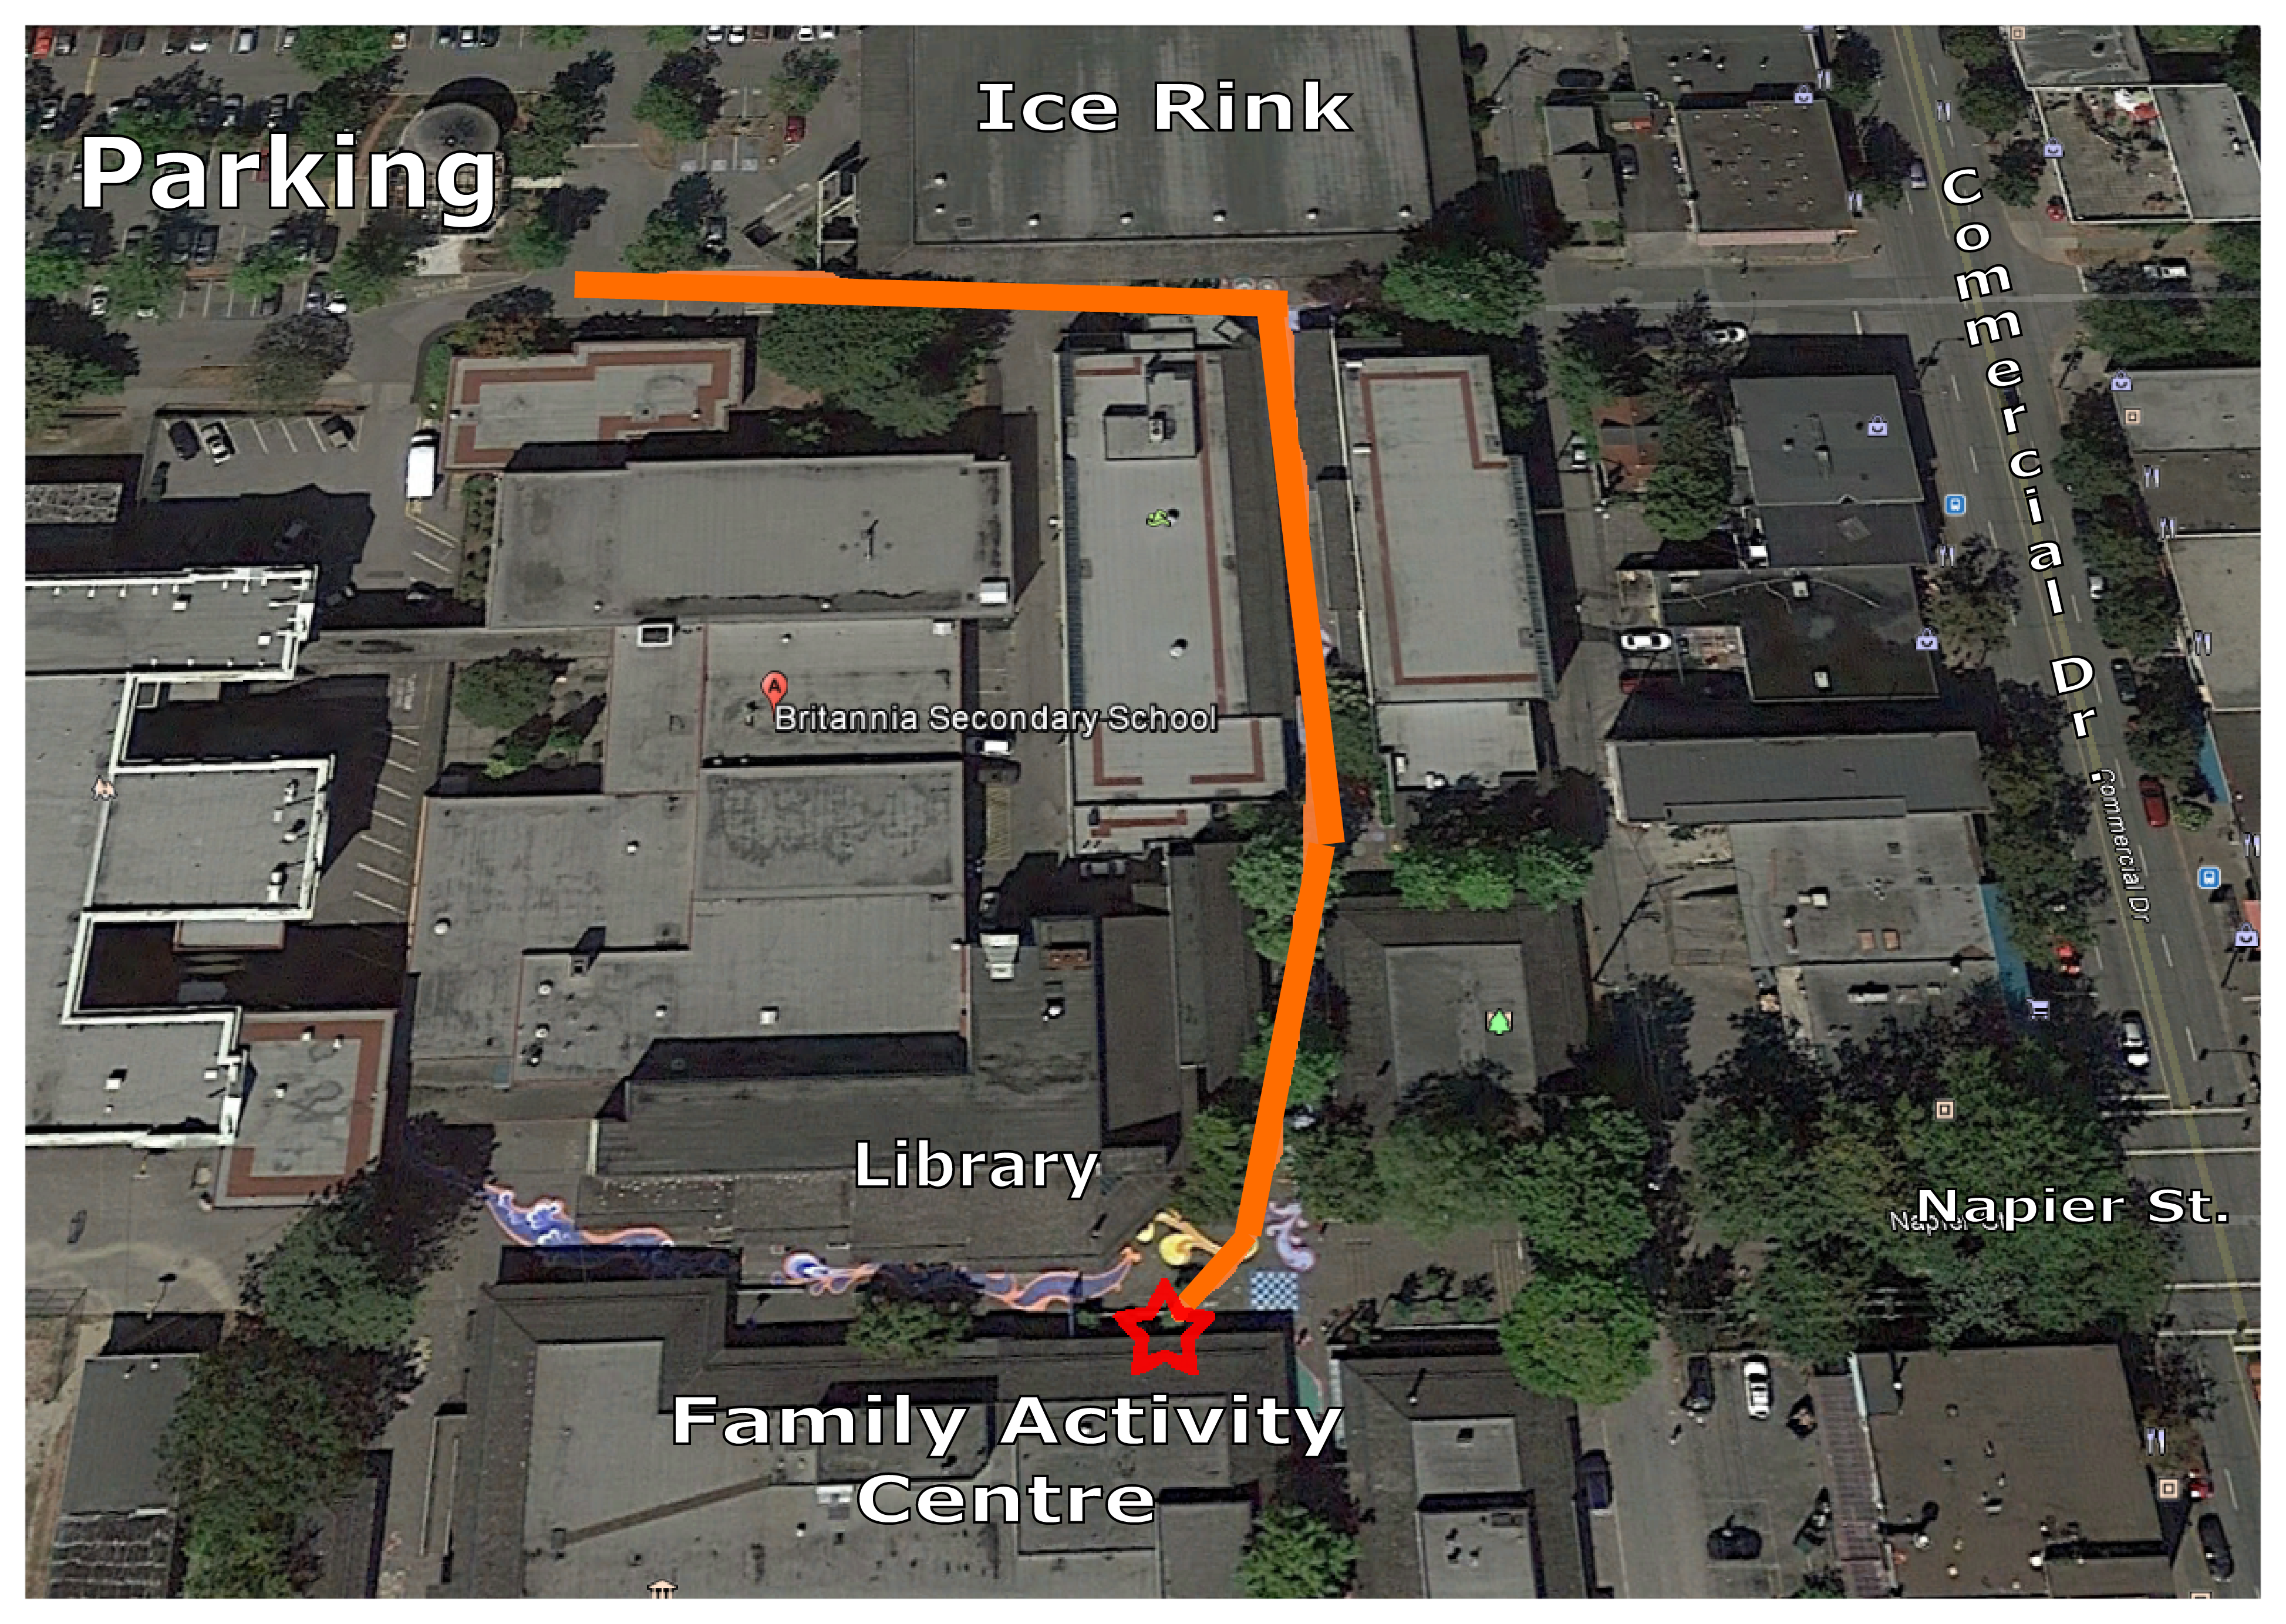 Ice Rink
Parking
Commercial Dr.
A
Britannia Secondary School
Commercial Dr
Library
Napier St.
Family Activity
Centre